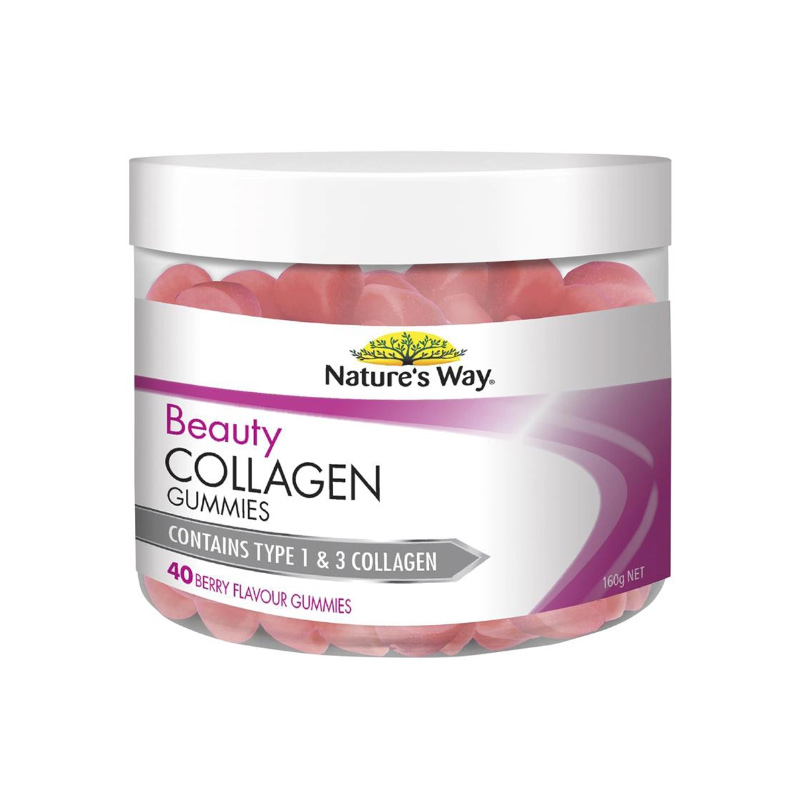 Nature's Way®
Beauty
COLLAGEN
GUMMIES
CONTAINS TYPE 1 & 3 COLLAGEN
40 BERRY FLAVOUR GUMMIES
160g NET